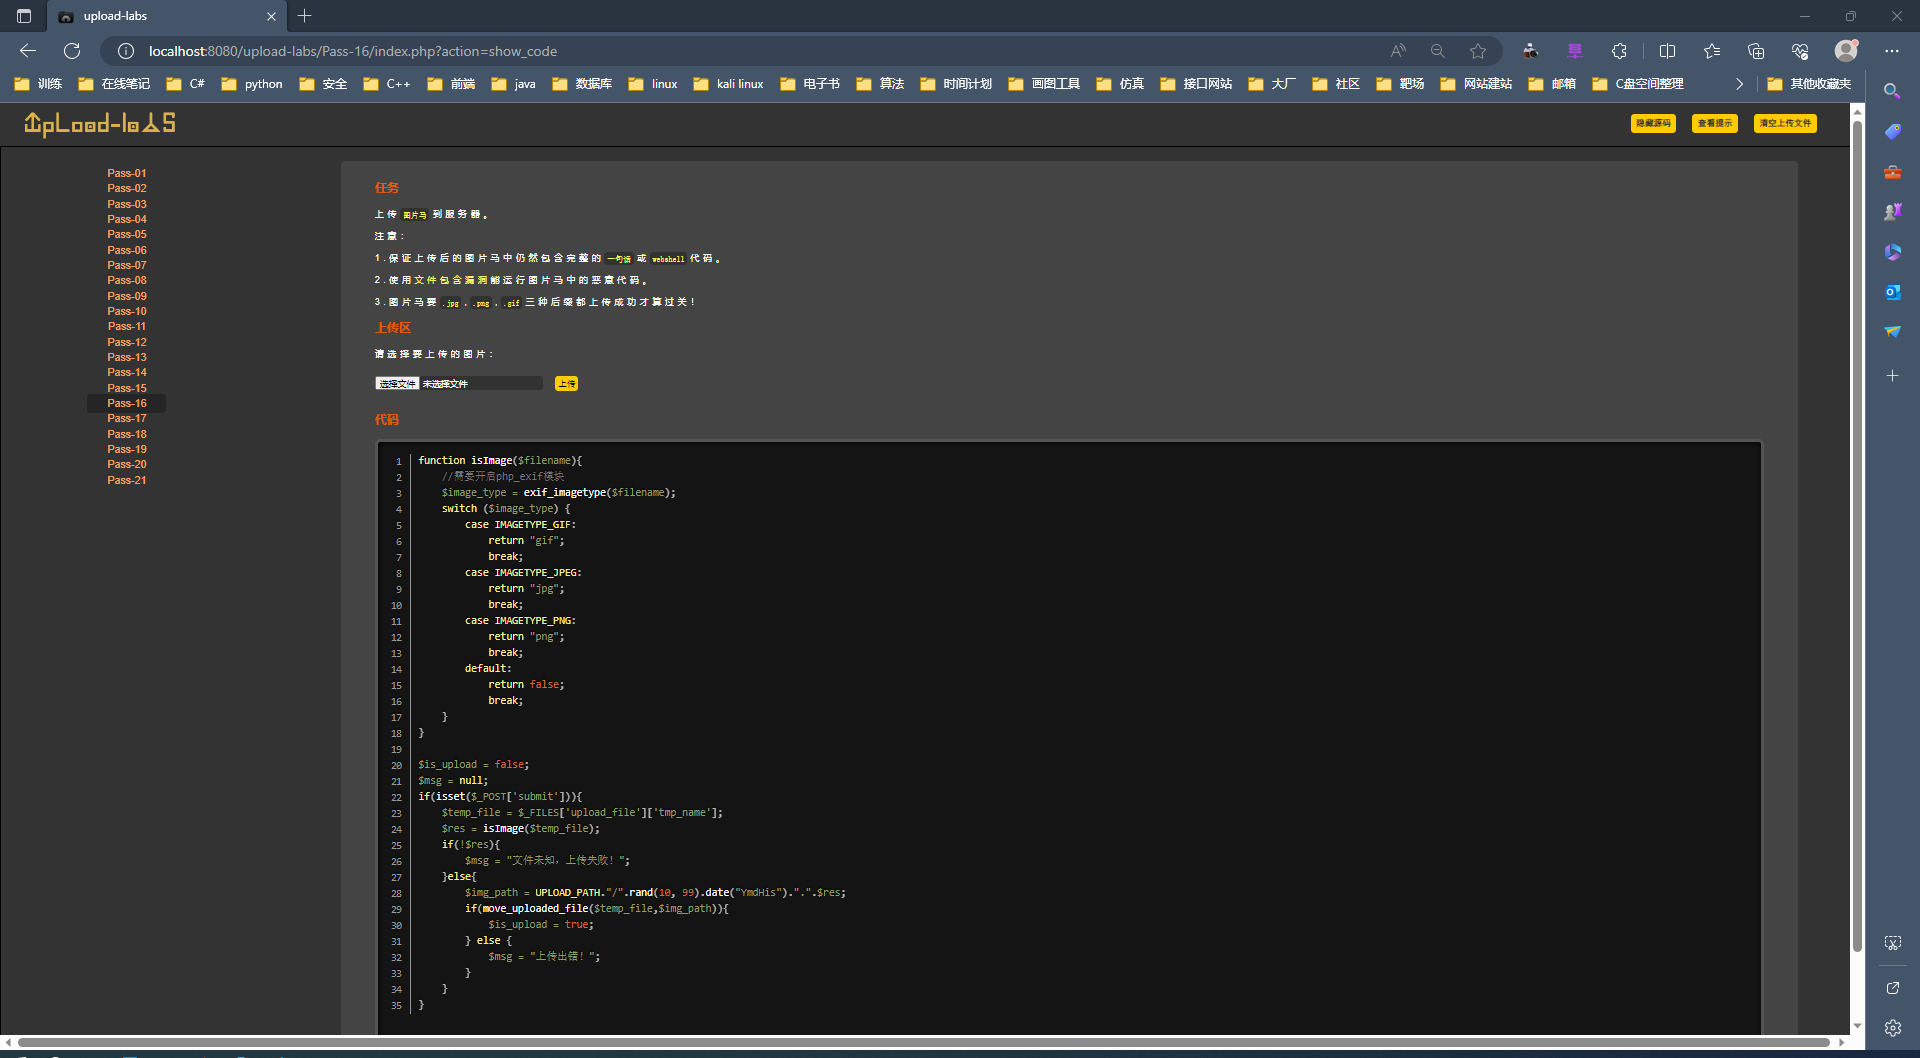 upload-labs
localhost:8080/upload-labs/Pass-16/index.php?action=show_code
训练 在线笔记 C# python 安全 C++ 前端 java 数据库 linux kali linux 电子书 算法 时间计划 画图工具 仿真 接口网站 大厂 社区 靶场 网站建站 邮箱 C盘空间整理 其他收藏夹
UpLoad-labs
隐藏源码 查看提示 清空上传文件
Pass-01
Pass-02
Pass-03
Pass-04
Pass-05
Pass-06
Pass-07
Pass-08
Pass-09
Pass-10
Pass-11
Pass-12
Pass-13
Pass-14
Pass-15
Pass-16
Pass-17
Pass-18
Pass-19
Pass-20
Pass-21
任务
上传图片马到服务器。
注意:
1.保证上传后的图片马中仍然包含完整的一句话或webshell代码。
2.使用文件包含漏洞能运行图片马中的恶意代码。
3.图片马要.jpg,.png,.gif三种后缀都上传成功才算过关!
上传区
请选择要上传的图片:
选择文件 未选择文件 上传
代码
1 function isImage($filename){
2 //需要开启php_exif模块
3 $image_type = exif_imagetype($filename);
4 switch ($image_type) {
5 case IMAGETYPE_GIF:
6 return "gif";
7 break;
8 case IMAGETYPE_JPEG:
9 return "jpg";
10 break;
11 case IMAGETYPE_PNG:
12 return "png";
13 break;
14 default:
15 return false;
16 break;
17 }
18 }
19
20 $is_upload = false;
21 $msg = null;
22 if(isset($_POST['submit'])){
23 $temp_file = $_FILES['upload_file']['tmp_name'];
24 $res = isImage($temp_file);
25 if(!$res){
26 $msg = "文件未知，上传失败！";
27 }else{
28 $img_path = UPLOAD_PATH."/".rand(10, 99).date("YmdHis").".".$res;
29 if(move_uploaded_file($temp_file,$img_path)){
30 $is_upload = true;
31 } else {
32 $msg = "上传出错！";
33 }
34 }
35 }